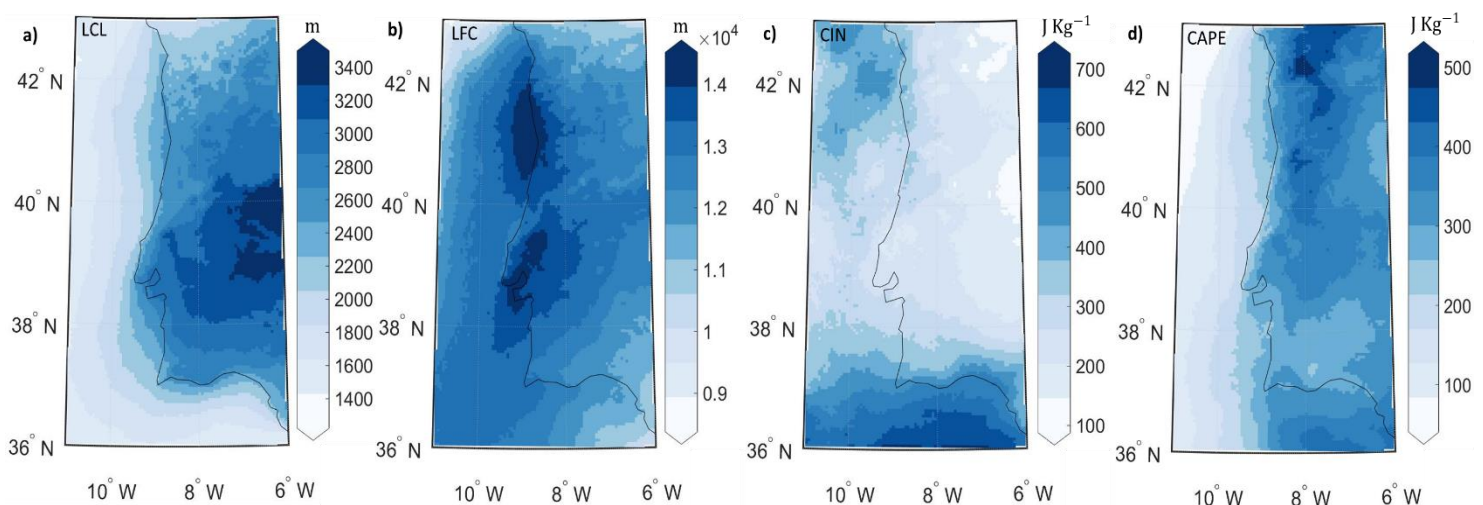 a) LCL
m
3400
3200
3000
2800
2600
2400
2200
2000
1800
1600
1400
42° N
40° N
38° N
36° N
10° W 8° W 6° W
b) LFC
m
×10⁴
1.4
1.3
1.2
1.1
1
0.9
42° N
40° N
38° N
36° N
10° W 8° W 6° W
c) CIN
J Kg⁻¹
700
600
500
400
300
200
100
42° N
40° N
38° N
36° N
10° W 8° W 6° W
d) CAPE
J Kg⁻¹
500
400
300
200
100
42° N
40° N
38° N
36° N
10° W 8° W 6° W